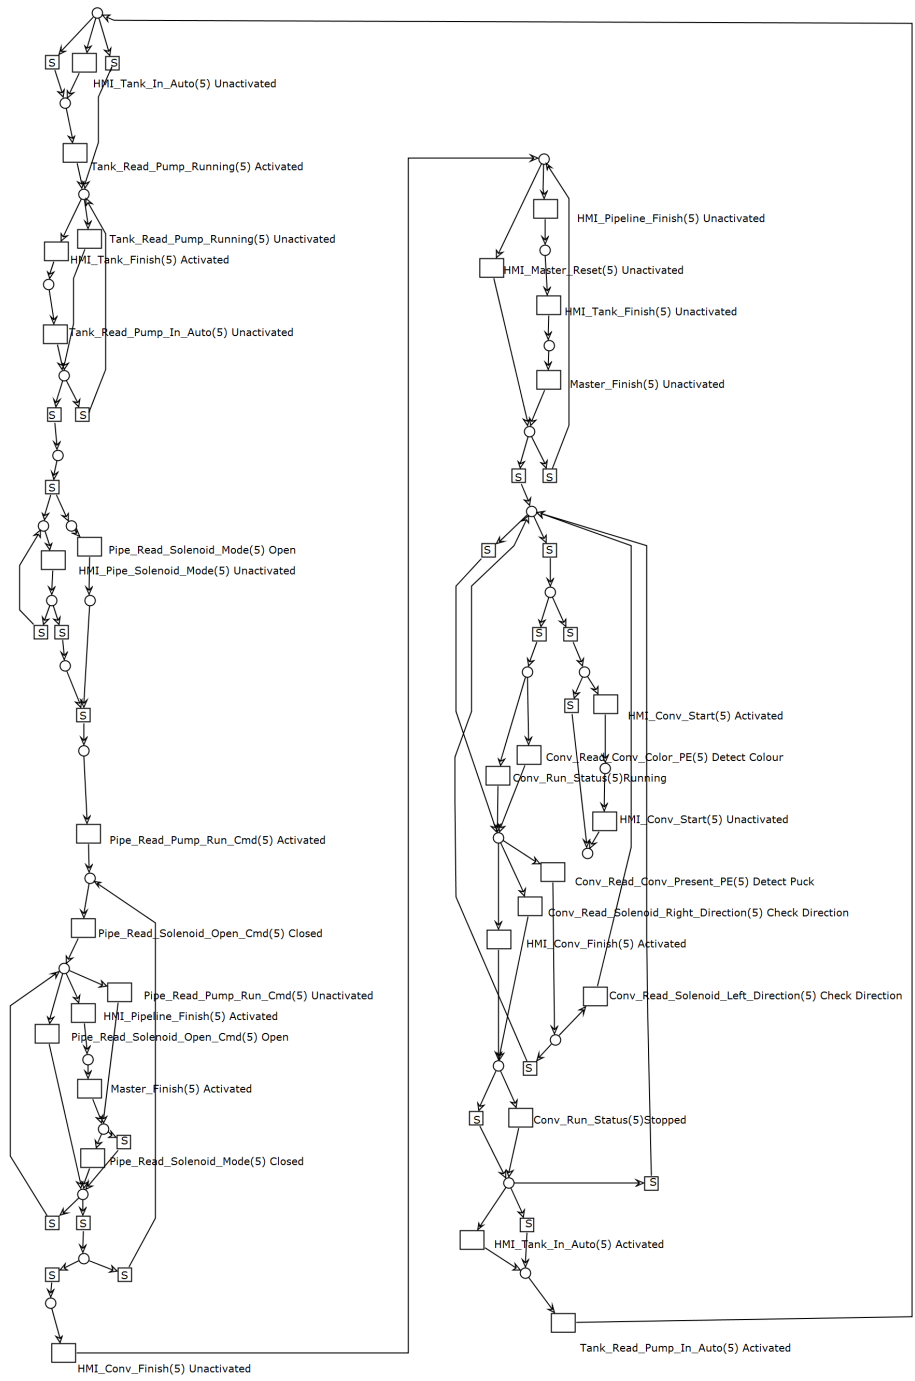 S
S
HMI_Tank_In_Auto(5) Unactivated
Tank_Read_Pump_Running(5) Activated
Tank_Read_Pump_Running(5) Unactivated
HMI_Tank_Finish(5) Activated
Tank_Read_Pump_In_Auto(5) Unactivated
S
S
S
Pipe_Read_Solenoid_Mode(5) Open
HMI_Pipe_Solenoid_Mode(5) Unactivated
S
S
S
Pipe_Read_Pump_Run_Cmd(5) Activated
Pipe_Read_Solenoid_Open_Cmd(5) Closed
Pipe_Read_Pump_Run_Cmd(5) Unactivated
HMI_Pipeline_Finish(5) Activated
Pipe_Read_Solenoid_Open_Cmd(5) Open
Master_Finish(5) Activated
S
Pipe_Read_Solenoid_Mode(5) Closed
S
S
S
S
HMI_Conv_Finish(5) Unactivated
HMI_Pipeline_Finish(5) Unactivated
HMI_Master_Reset(5) Unactivated
HMI_Tank_Finish(5) Unactivated
Master_Finish(5) Unactivated
S
S
S
S
S
S
S
HMI_Conv_Start(5) Activated
Conv_Read_Conv_Color_PE(5) Detect Colour
Conv_Run_Status(5)Running
HMI_Conv_Start(5) Unactivated
Conv_Read_Conv_Present_PE(5) Detect Puck
Conv_Read_Solenoid_Right_Direction(5) Check Direction
HMI_Conv_Finish(5) Activated
Conv_Read_Solenoid_Left_Direction(5) Check Direction
S
S
Conv_Run_Status(5)Stopped
S
S
HMI_Tank_In_Auto(5) Activated
Tank_Read_Pump_In_Auto(5) Activated